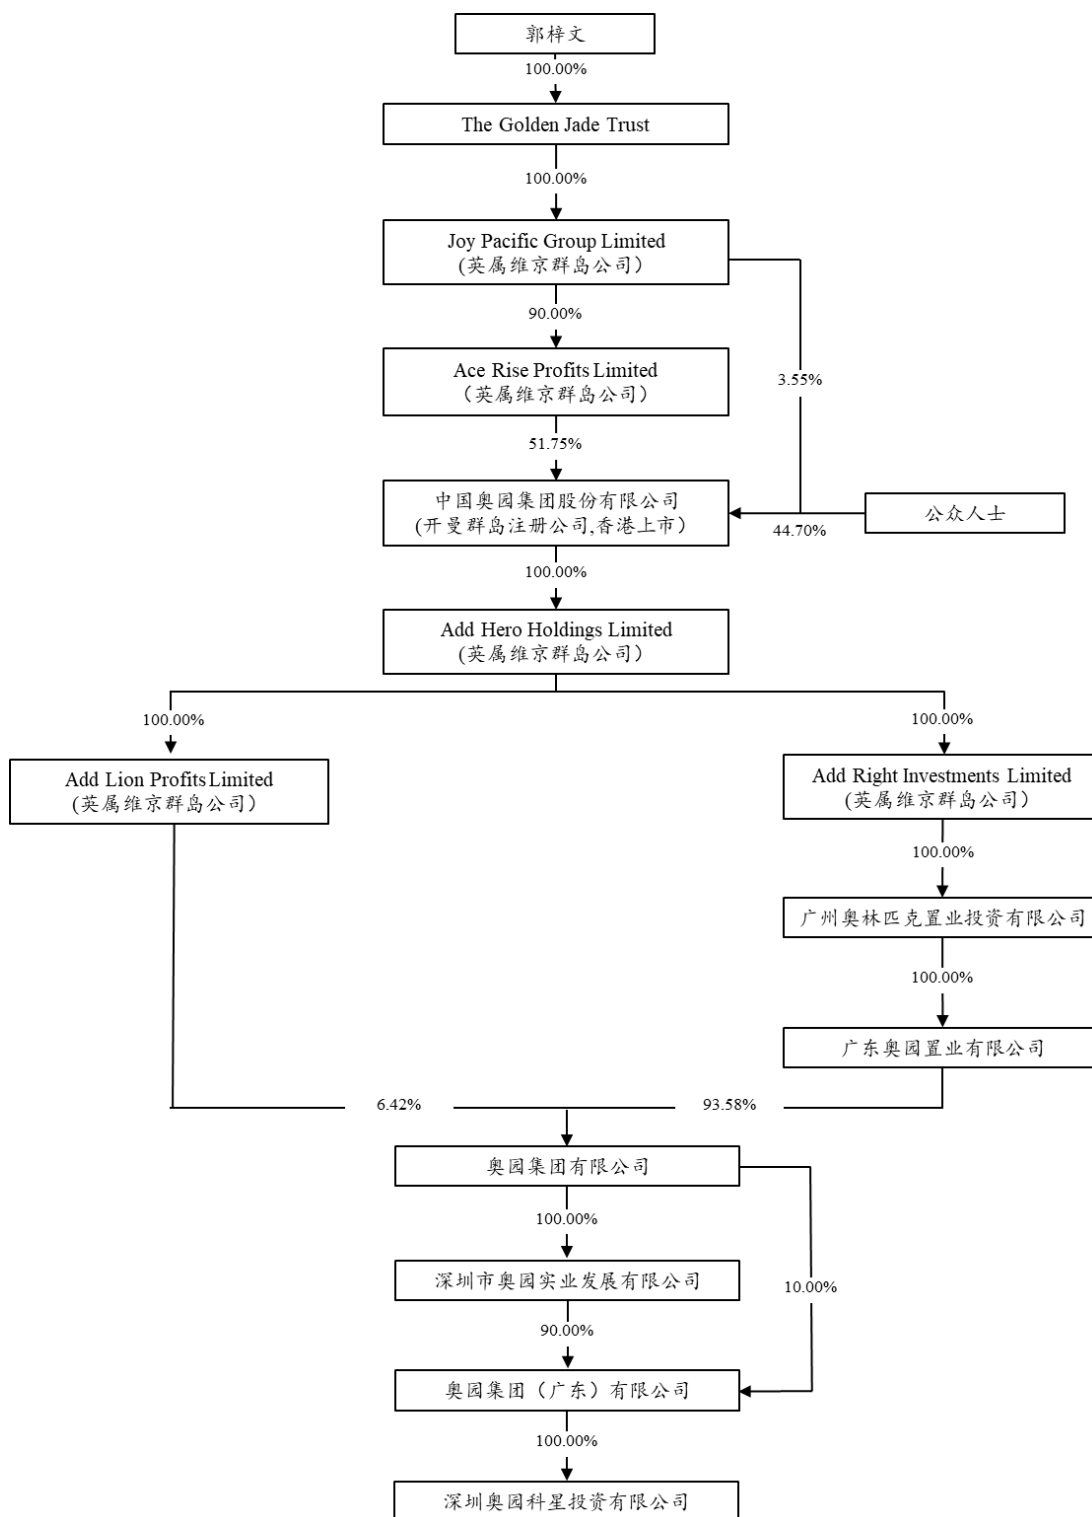 郭梓文
100.00%
The Golden Jade Trust
100.00%
Joy Pacific Group Limited
(英属维京群岛公司）
90.00%
Ace Rise Profits Limited
（英属维京群岛公司）
3.55%
51.75%
中国奥园集团股份有限公司
(开曼群岛注册公司,香港上市）
公众人士
44.70%
100.00%
Add Hero Holdings Limited
(英属维京群岛公司）
100.00%
100.00%
Add Lion Profits Limited
(英属维京群岛公司）
Add Right Investments Limited
(英属维京群岛公司）
100.00%
广州奥林匹克置业投资有限公司
100.00%
广东奥园置业有限公司
6.42%
93.58%
奥园集团有限公司
100.00%
深圳市奥园实业发展有限公司
10.00%
90.00%
奥园集团（广东）有限公司
100.00%
深圳奥园科星投资有限公司